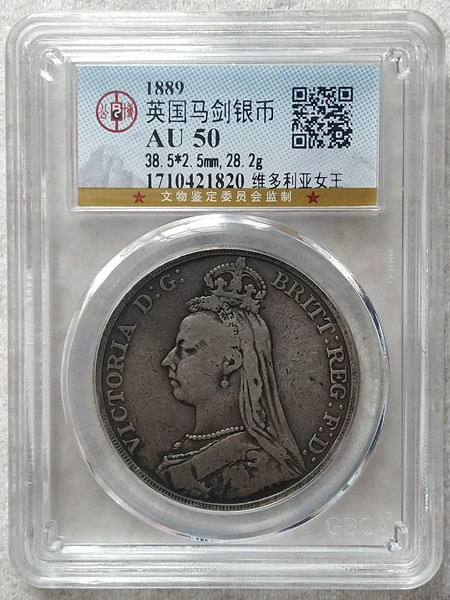 1889
英国马剑银币
AU 50
38.5*2.5mm,28.2g
1710421820 维多利亚女王
★ 文物鉴定委员会监制 ★
VICTORIA D:G: BRITT:REG:F:D:
GBCA